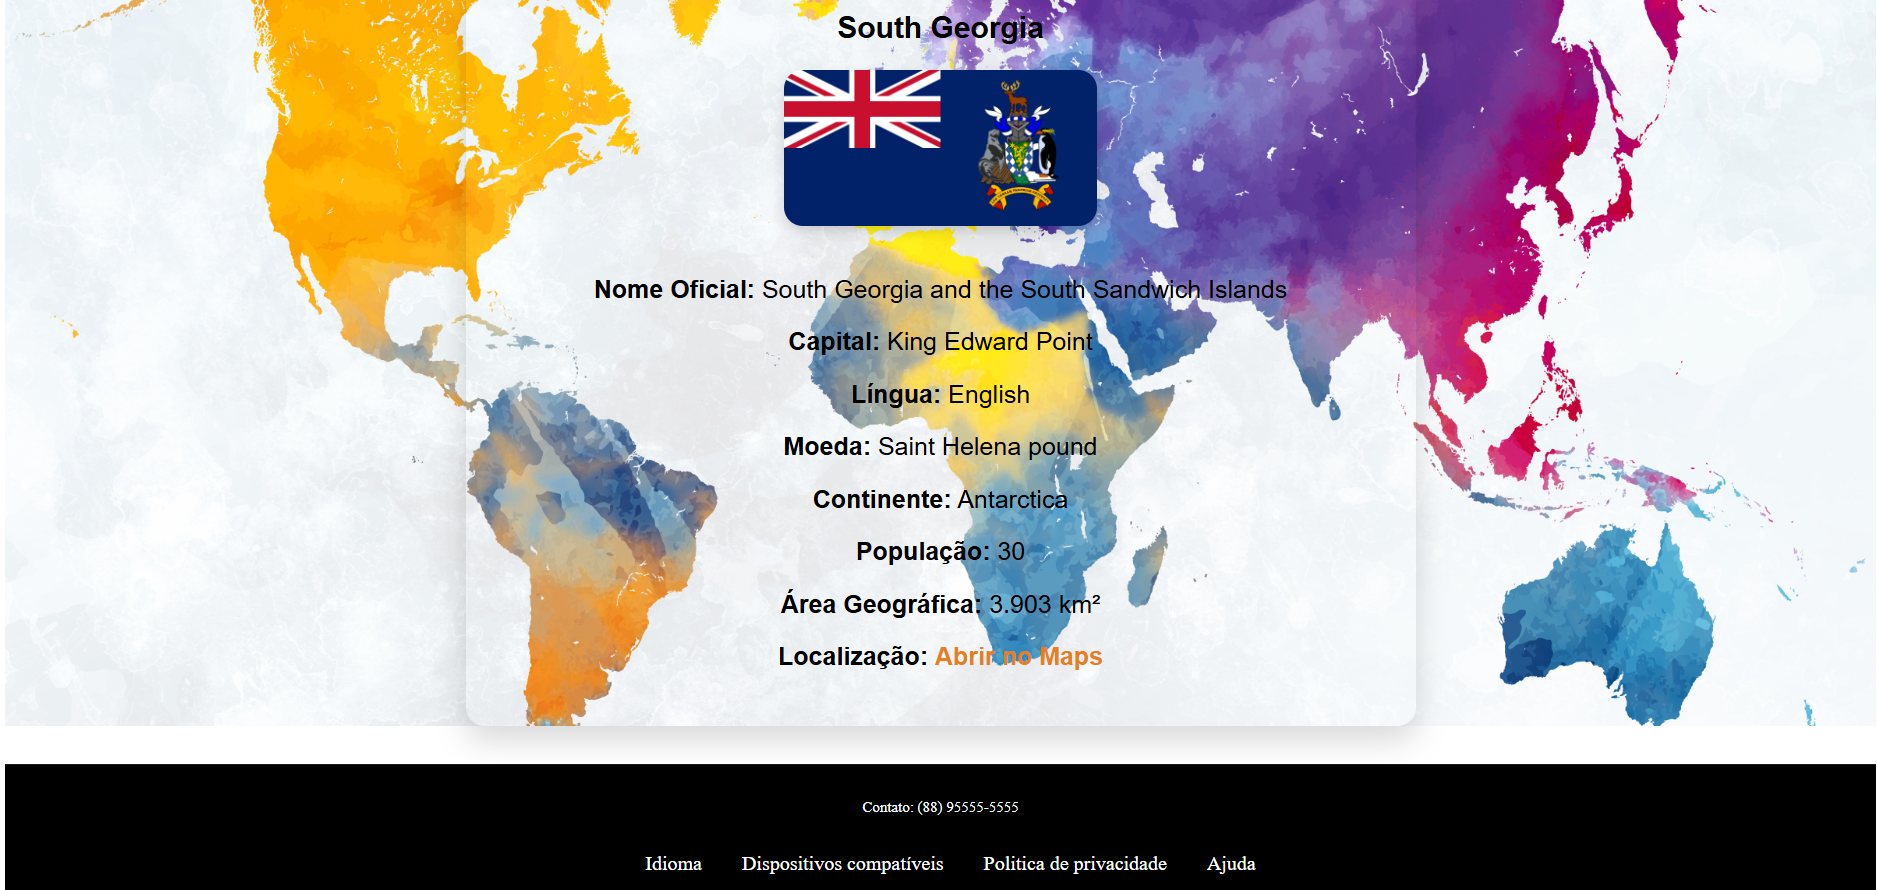 South Georgia
Nome Oficial: South Georgia and the South Sandwich Islands
Capital: King Edward Point
Língua: English
Moeda: Saint Helena pound
Continente: Antarctica
População: 30
Área Geográfica: 3.903 km²
Localização: Abrir no Maps
Contato: (88) 95555-5555
Idioma Dispositivos compatíveis Politica de privacidade Ajuda